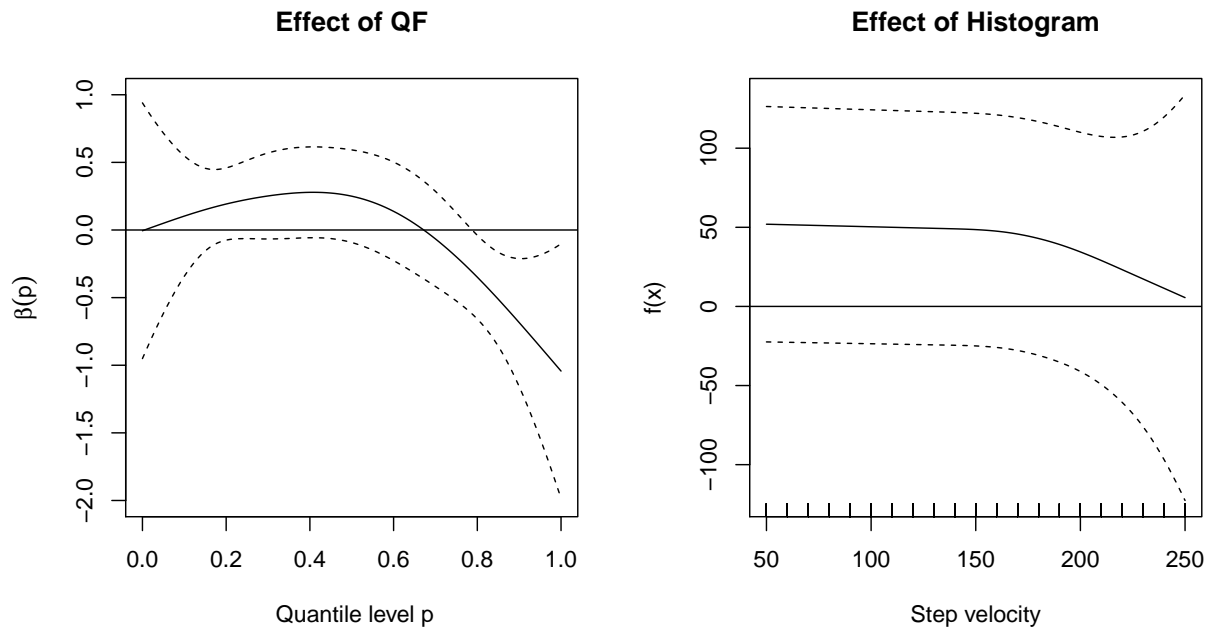 Effect of QF
β(p)
1.0
0.5
0.0
−0.5
−1.0
−1.5
−2.0
0.0 0.2 0.4 0.6 0.8 1.0
Quantile level p
Effect of Histogram
f(x)
100
50
0
−50
−100
50 100 150 200 250
Step velocity